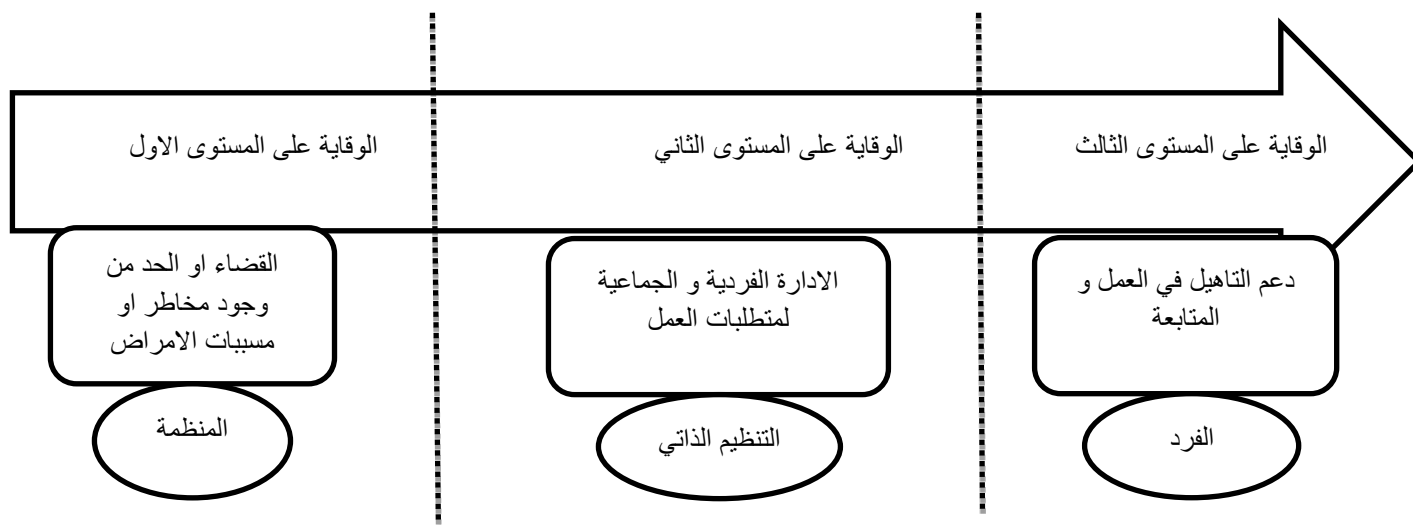 الوقاية على المستوى الاول
الوقاية على المستوى الثاني
الوقاية على المستوى الثالث
القضاء او الحد من
وجود مخاطر او
مسببات الامراض
الادارة الفردية و الجماعية
لمتطلبات العمل
دعم التاهيل في العمل و
المتابعة
المنظمة
التنظيم الذاتي
الفرد